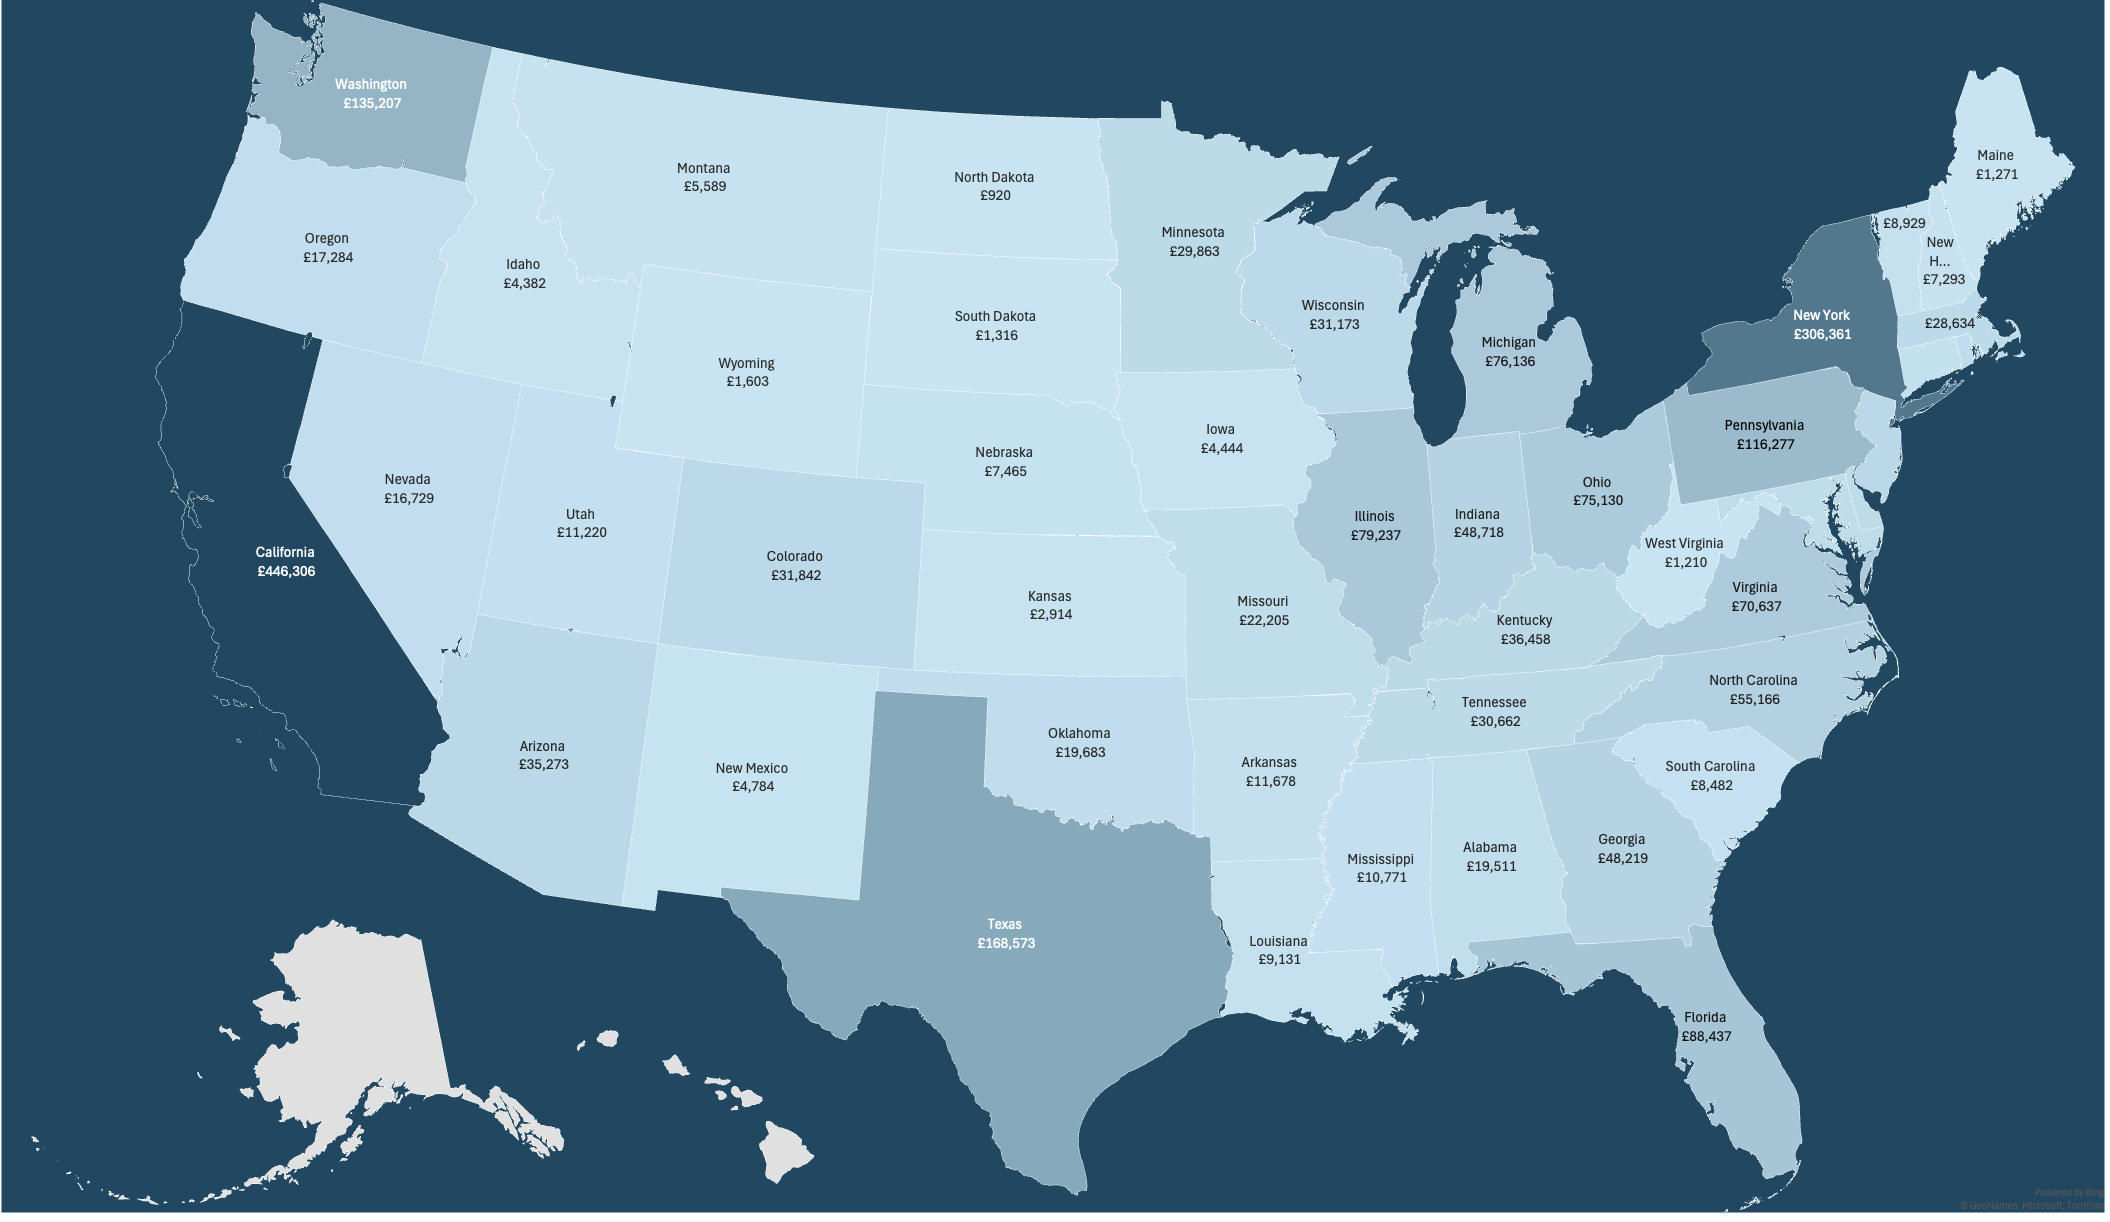 Washington
£135,207
Montana
£5,589
North Dakota
£920
Minnesota
£29,863
Maine
£1,271
£8,929
New
H...
£7,293
Oregon
£17,284
Idaho
£4,382
South Dakota
£1,316
Wisconsin
£31,173
Michigan
£76,136
New York
£306,361
£28,634
Wyoming
£1,603
Iowa
£4,444
Pennsylvania
£116,277
Nebraska
£7,465
Nevada
£16,729
Utah
£11,220
Illinois
£79,237
Indiana
£48,718
Ohio
£75,130
California
£446,306
Colorado
£31,842
West Virginia
£1,210
Kansas
£2,914
Missouri
£22,205
Virginia
£70,637
Kentucky
£36,458
North Carolina
£55,166
Tennessee
£30,662
Arizona
£35,273
New Mexico
£4,784
Oklahoma
£19,683
Arkansas
£11,678
South Carolina
£8,482
Mississippi
£10,771
Alabama
£19,511
Georgia
£48,219
Texas
£168,573
Louisiana
£9,131
Florida
£88,437
Powered by Bing
© GeoNames, Microsoft, TomTom